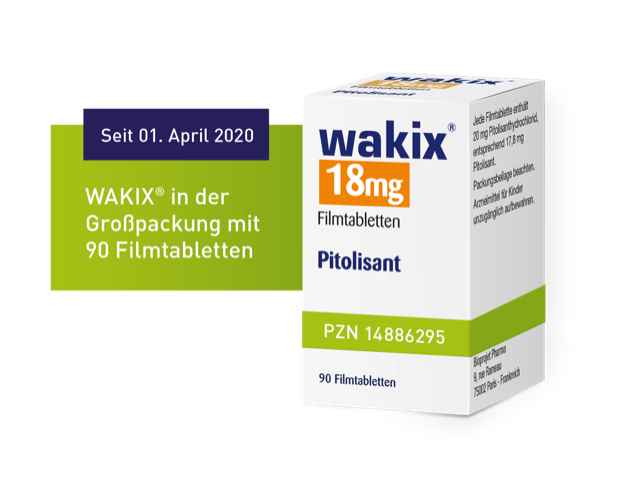 Seit 01. April 2020
WAKIX® in der
Großpackung mit
90 Filmtabletten
wakix
wakix®
18mg
Filmtabletten
Pitolisant
PZN 14886295
90 Filmtabletten
Jede Filmtablette enthält
20 mg Pitolisanthydrochlorid,
entsprechend 17,8 mg
Pitolisant.
Packungsbeilage beachten.
Arzneimittel für Kinder
unzugänglich aufbewahren.
Bioprojet Pharma
9, rue Rameau
75002 Paris - Frankreich